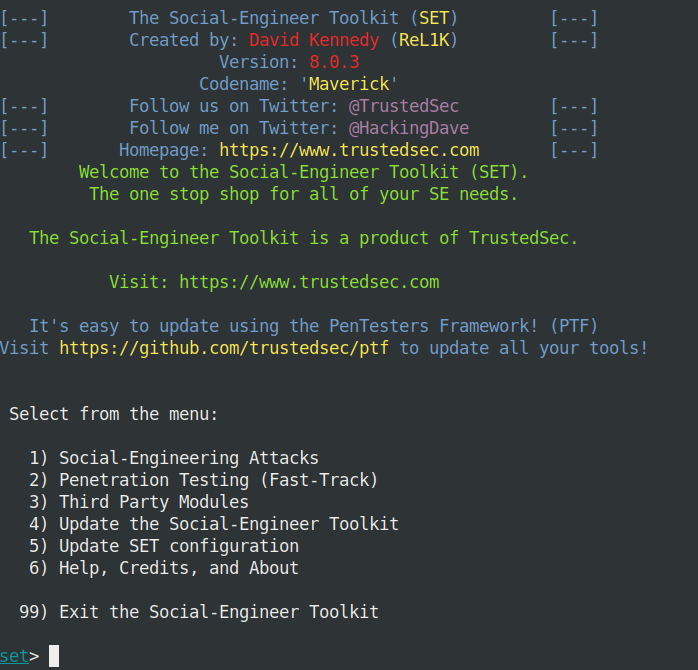 [---]        The Social-Engineer Toolkit (SET)         [---]
[---]        Created by: David Kennedy (ReL1K)         [---]
Version: 8.0.3
Codename: 'Maverick'
[---]        Follow us on Twitter: @TrustedSec         [---]
[---]        Follow me on Twitter: @HackingDave        [---]
[---]       Homepage: https://www.trustedsec.com       [---]
Welcome to the Social-Engineer Toolkit (SET).
The one stop shop for all of your SE needs.
The Social-Engineer Toolkit is a product of TrustedSec.
Visit: https://www.trustedsec.com
It's easy to update using the PenTesters Framework! (PTF)
Visit https://github.com/trustedsec/ptf to update all your tools!
Select from the menu:
1) Social-Engineering Attacks
2) Penetration Testing (Fast-Track)
3) Third Party Modules
4) Update the Social-Engineer Toolkit
5) Update SET configuration
6) Help, Credits, and About
99) Exit the Social-Engineer Toolkit
set>